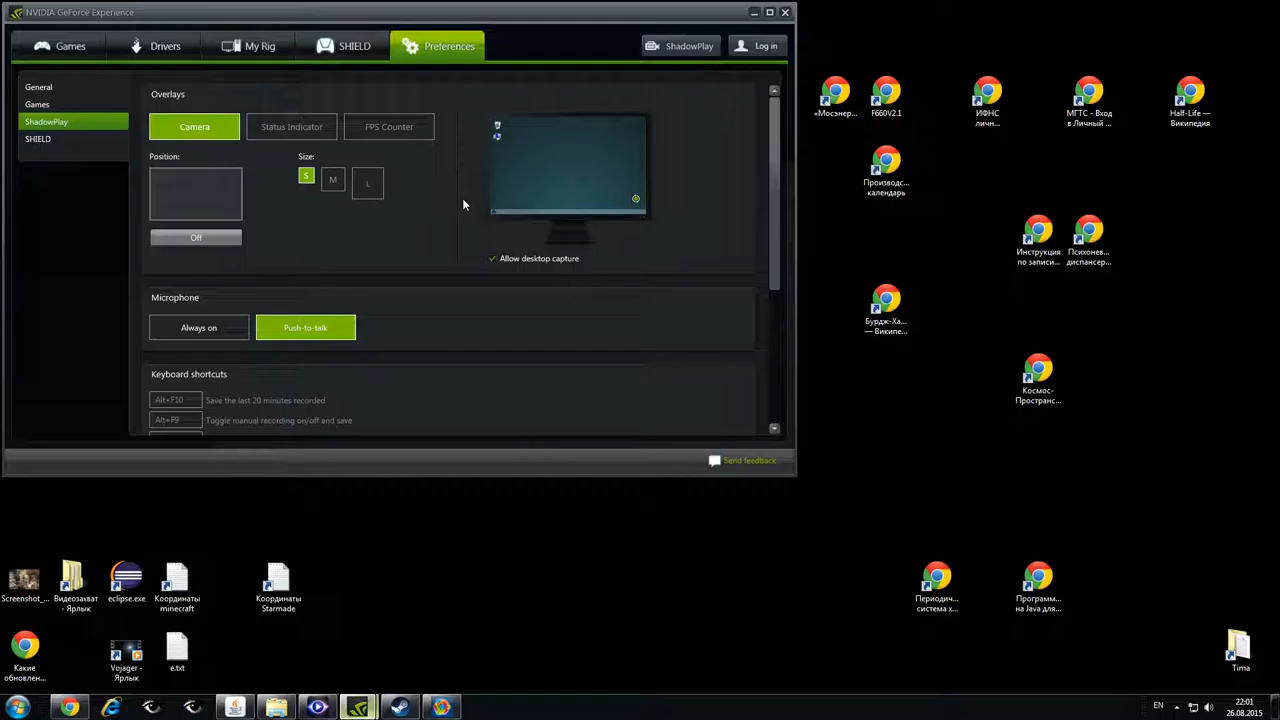 NVIDIA GeForce Experience
Games
Drivers
My Rig
SHIELD
Preferences
ShadowPlay
Log in
General
Games
ShadowPlay
SHIELD
Overlays
Camera
Status Indicator
FPS Counter
Position:
Size:
S
M
L
Off
Allow desktop capture
Microphone
Always on
Push-to-talk
Keyboard shortcuts
Alt+F10
Save the last 20 minutes recorded
Alt+F9
Toggle manual recording on/off and save
Send feedback
«Мосэнер...
F660V2.1
ИФНС
личн...
МГТС - Вход
в Личный ...
Half-Life —
Википедия
Производс...
календарь
Инструкция
по записи...
Психонев...
диспансер...
Бурдж-Ха...
— Википе...
Космос-
Пространс...
Screenshot_...
Видеозахват
- Ярлык
eclipse.exe
Координаты
minecraft
Координаты
Starmade
Периодич...
система х...
Программ...
на Java для...
Какие
обновлен...
Vojager -
Ярлык
e.txt
Tima
EN
22:01
26.08.2015